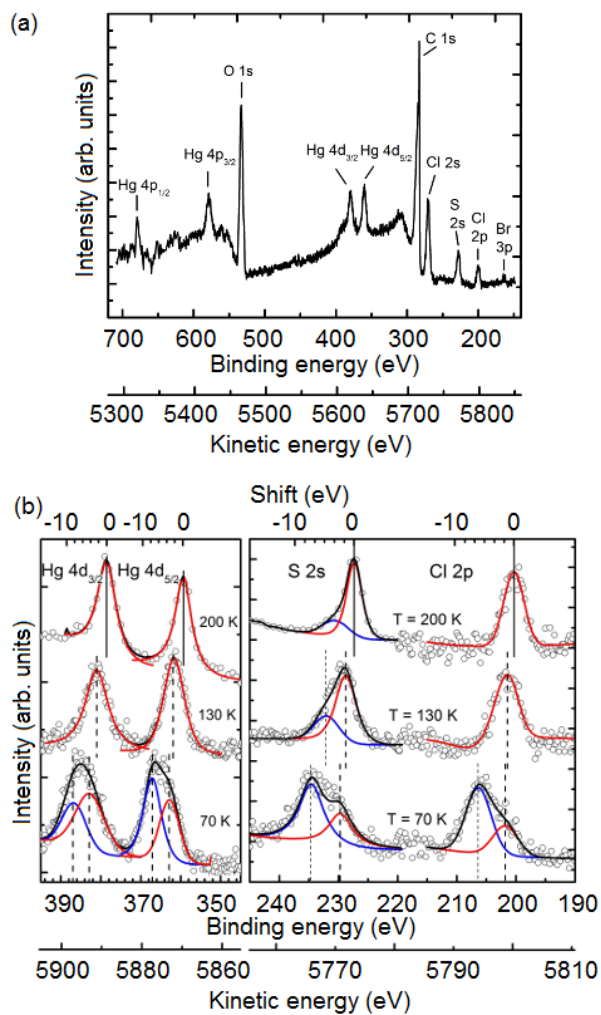 (a)
C 1s
O 1s
Hg 4p3/2
Hg 4d3/2 Hg 4d5/2
Hg 4p1/2
Cl 2s
S 2s
Cl 2p
Br 3p
Intensity (arb. units)
700 600 500 400 300 200
Binding energy (eV)
5300 5400 5500 5600 5700 5800
Kinetic energy (eV)
(b)
Shift (eV)
-10 0 -10 0 -10 0 -10 0
Hg 4d3/2 Hg 4d5/2 S 2s Cl 2p
200 K T = 200 K
130 K T = 130 K
70 K T = 70 K
Intensity (arb. units)
390 370 350 240 230 220 210 200 190
Binding energy (eV)
5900 5880 5860 5770 5790 5810
Kinetic energy (eV)